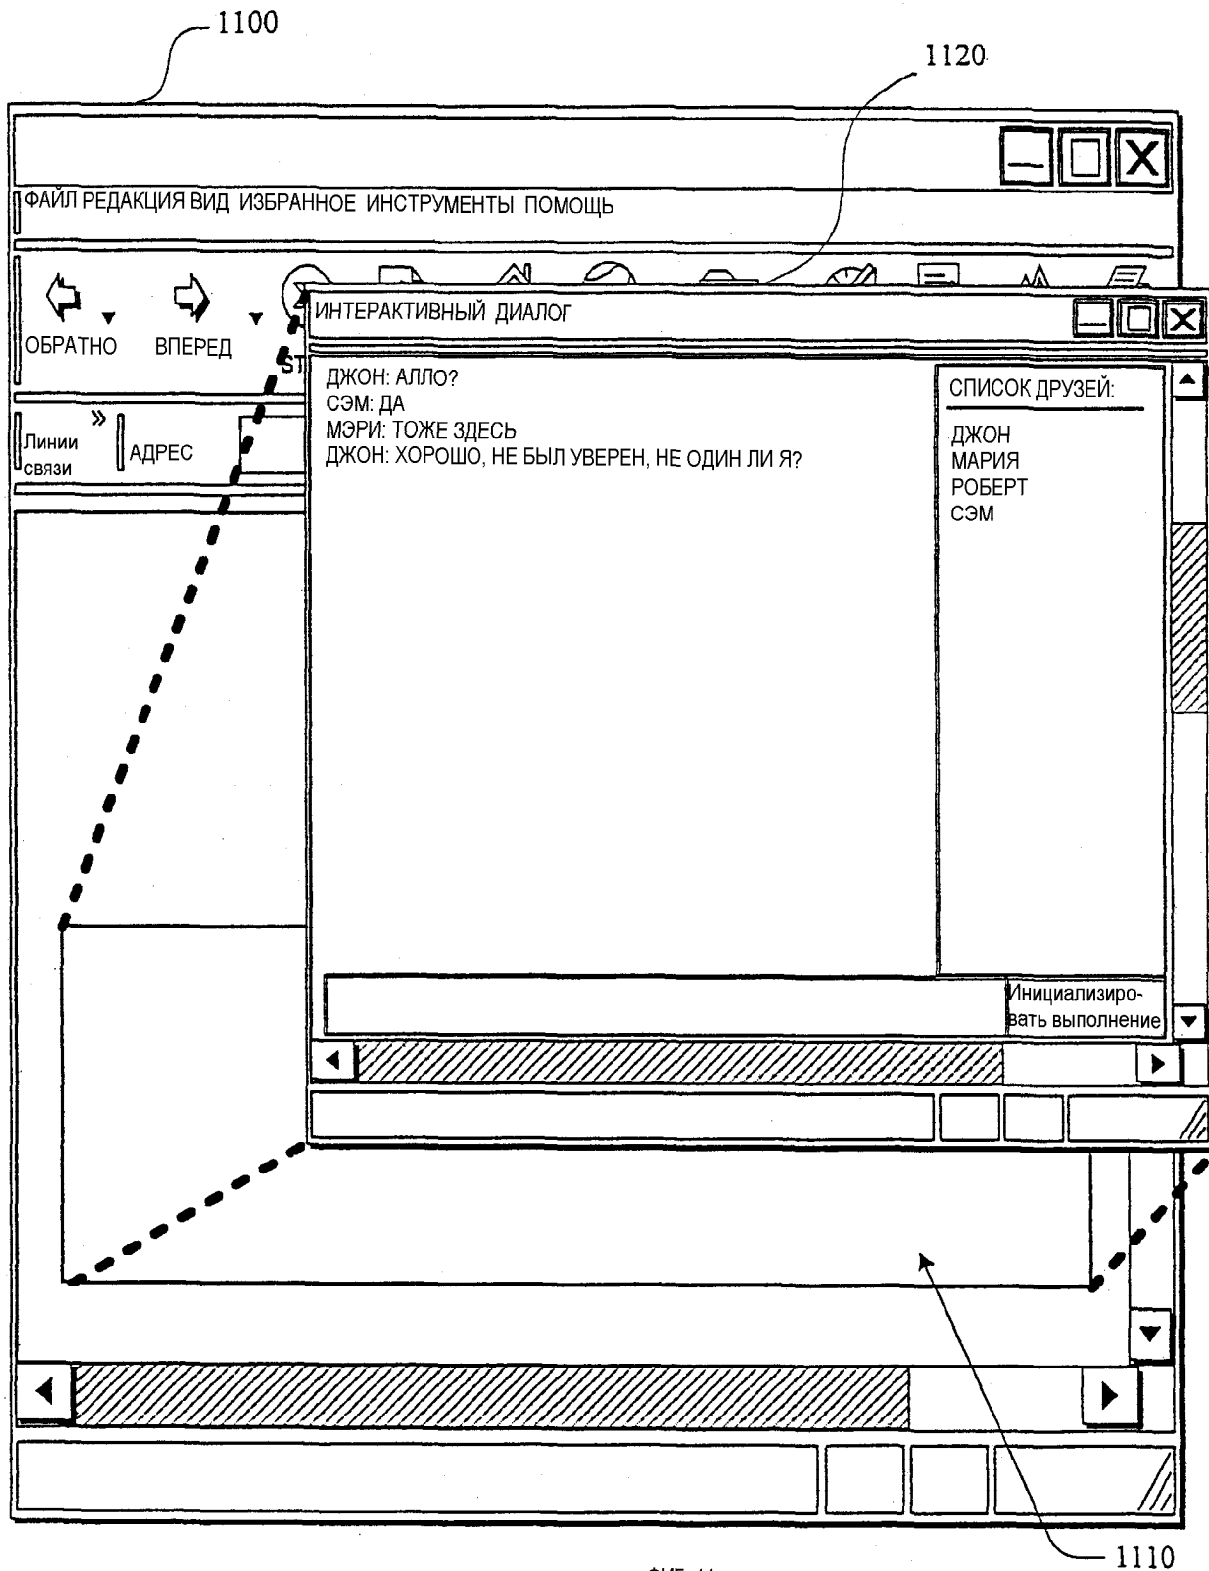 1100
1120
ФАЙЛ РЕДАКЦИЯ ВИД ИЗБРАННОЕ ИНСТРУМЕНТЫ ПОМОЩЬ
ОБРАТНО ВПЕРЕД
ST
Линии связи » АДРЕС
ИНТЕРАКТИВНЫЙ ДИАЛОГ
ДЖОН: АЛЛО?
СЭМ: ДА
МЭРИ: ТОЖЕ ЗДЕСЬ
ДЖОН: ХОРОШО, НЕ БЫЛ УВЕРЕН, НЕ ОДИН ЛИ Я?
СПИСОК ДРУЗЕЙ:
ДЖОН
МАРИЯ
РОБЕРТ
СЭМ
Инициализиро-
вать выполнение
1110